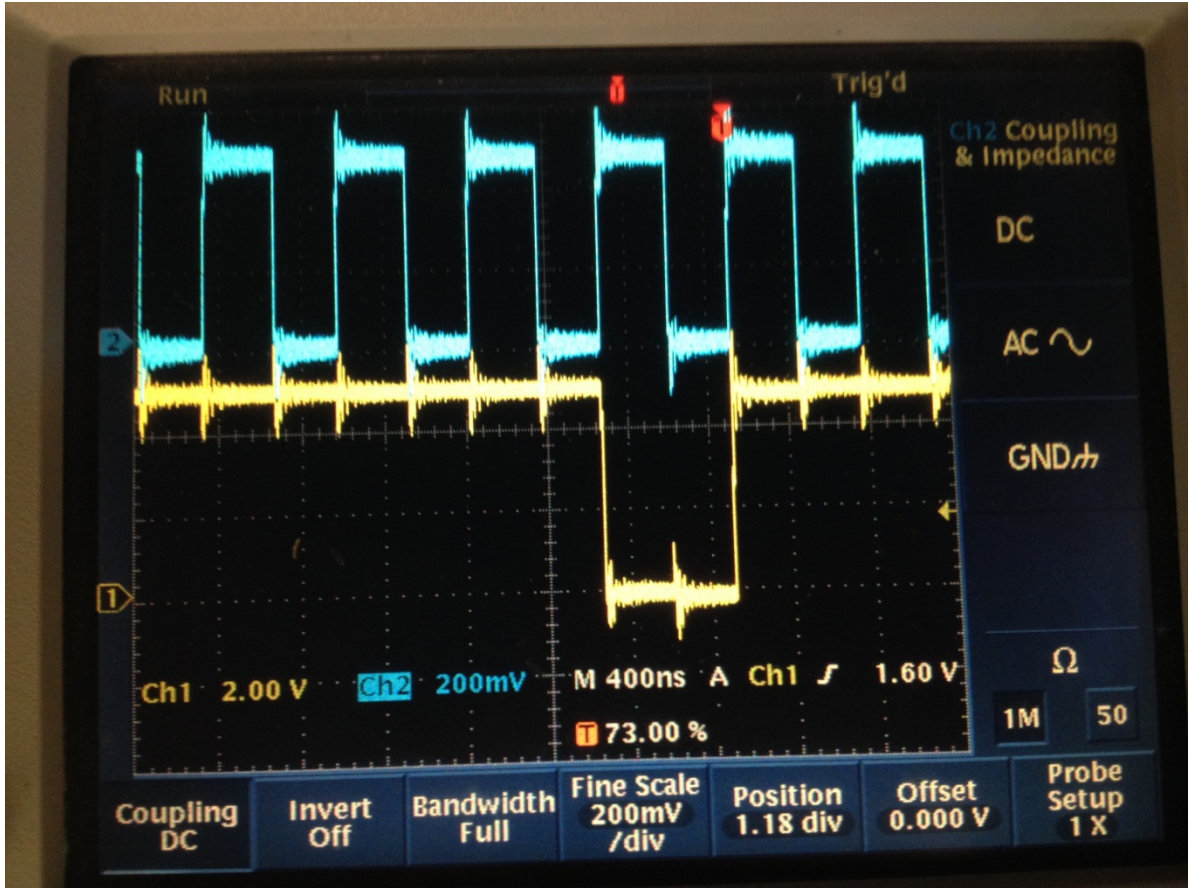 Run
Trig'd
T
T
Ch2 Coupling
& Impedance
DC
2
AC
GND
1
Ω
Ch1 2.00 V Ch2 200mV M 400ns A Ch1 1.60 V
1M 50
T 73.00 %
Coupling
DC
Invert
Off
Bandwidth
Full
Fine Scale
200mV
/div
Position
1.18 div
Offset
0.000 V
Probe
Setup
1 X